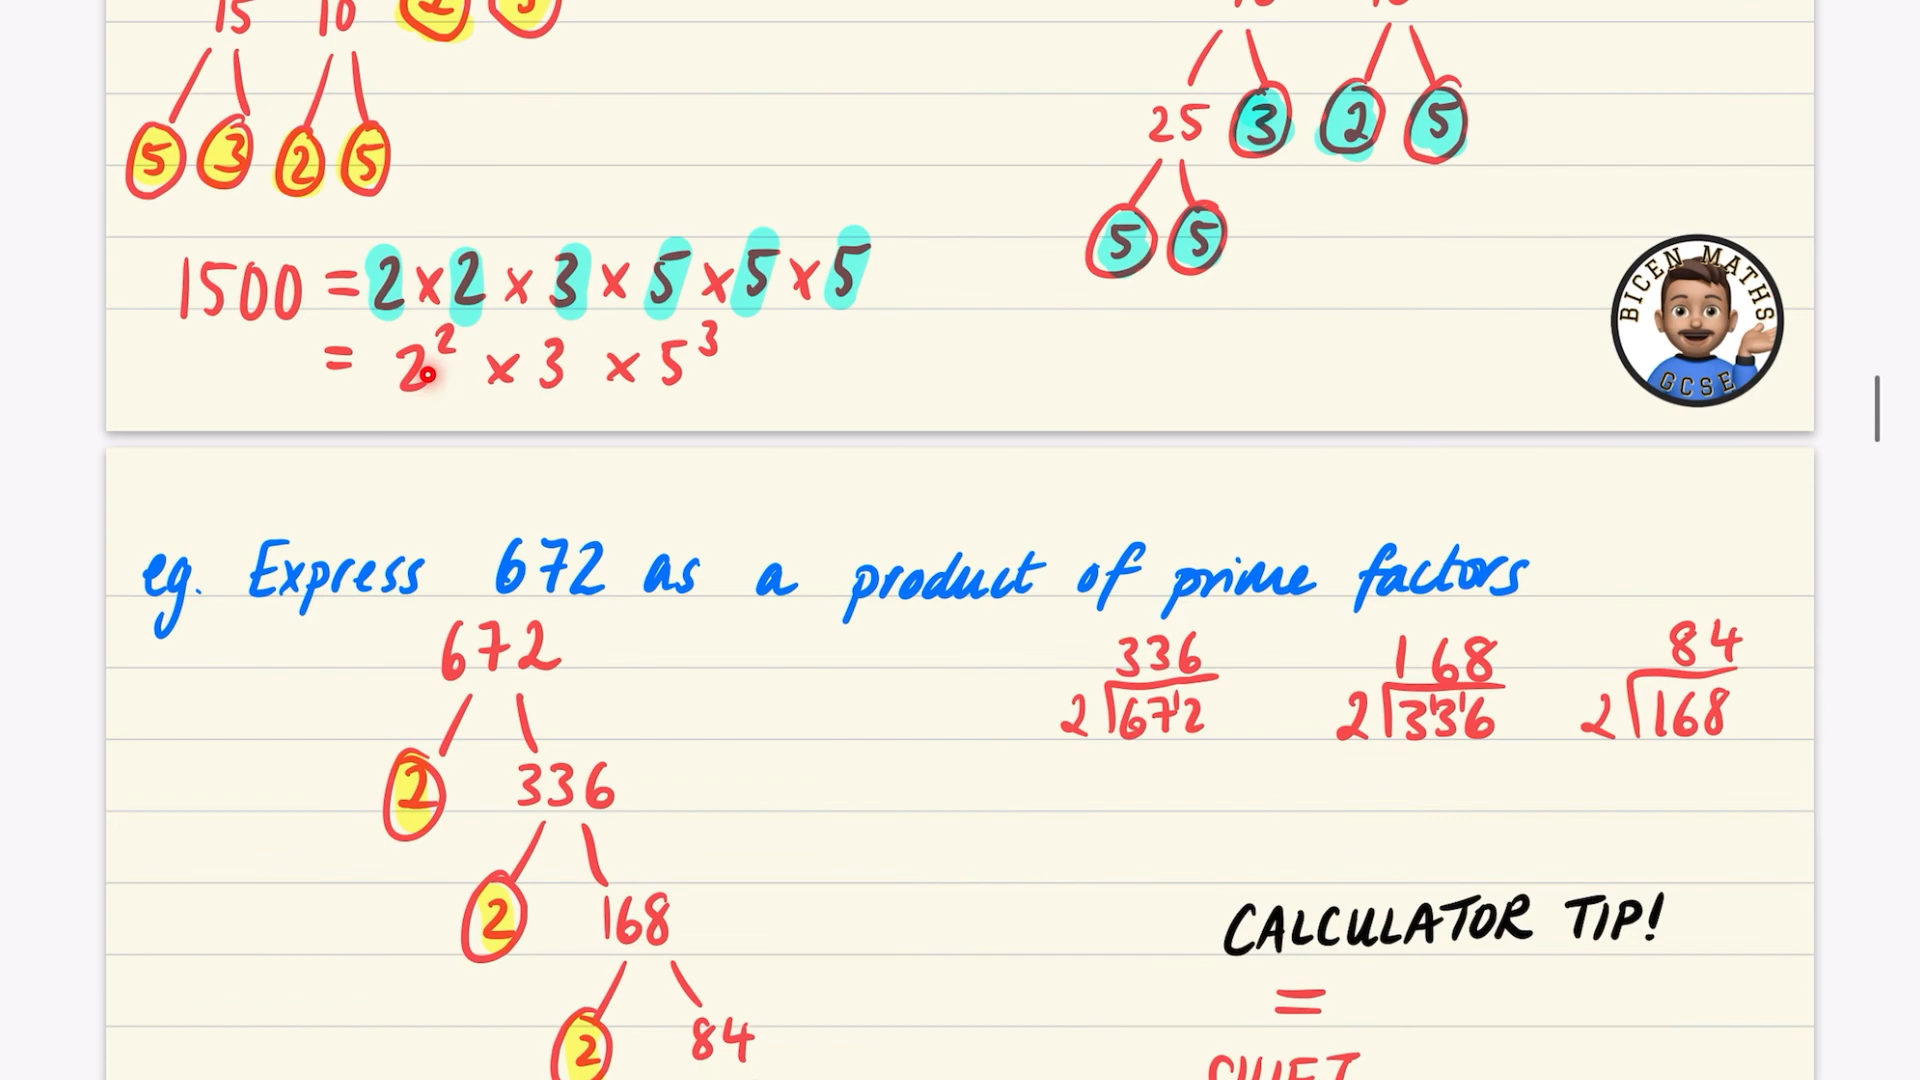 15 10 2 5
25 3 2 5
5 3 2 5
5 5
1500 = 2 × 2 × 3 × 5 × 5 × 5
= 2² × 3 × 5³
BICEN MATHS
GCSE
eg. Express 672 as a product of prime factors
672
336 168 84
2 672 2 336 2 168
2 336
2 168
CALCULATOR TIP!
=
2 84
SHIFT